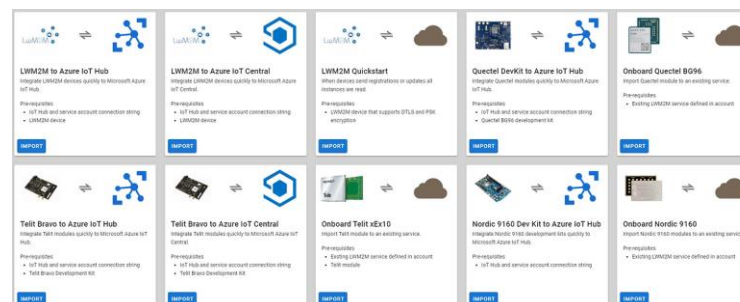 LwM2M
LWM2M to Azure IoT Hub
Integrate LWM2M devices quickly to Microsoft Azure
IoT Hub.
Pre-requisites
IoT Hub and service account connection string
LWM2M device
IMPORT
LwM2M
LWM2M to Azure IoT Central
Integrate LWM2M devices quickly to Microsoft Azure
IoT Central.
Pre-requisites
IoT Hub and service account connection string
LWM2M device
IMPORT
LwM2M
LWM2M Quickstart
When devices send registrations or updates all
instances are read.
Pre-requisites
LWM2M device that supports DTLS and PSK
encryption
IMPORT
Quectel DevKit to Azure IoT Hub
Integrate Quectel modules quickly to Microsoft Azure
IoT Hub.
Pre-requisites
IoT Hub and service account connection string
Quectel BG96 development kit
IMPORT
Onboard Quectel BG96
Import Quectel module to an existing service.
Pre-requisites
Existing LWM2M service defined in account
IMPORT
Telit Bravo to Azure IoT Hub
Integrate Telit modules quickly to Microsoft Azure IoT
Hub.
Pre-requisites
IoT Hub and service account connection string
Telit Bravo Development Kit
IMPORT
Telit Bravo to Azure IoT Central
Integrate Telit modules quickly to Microsoft Azure IoT
Central.
Pre-requisites
IoT Hub and service account connection string
Telit Bravo Development Kit
IMPORT
Onboard Telit xEx10
Import Telit module to an existing service.
Pre-requisites
Existing LWM2M service defined in account
Telit module
IMPORT
Nordic 9160 Dev Kit to Azure IoT Hub
Integrate Nordic 9160 development kits quickly to
Microsoft Azure IoT Hub.
Pre-requisites
IoT Hub and service account connection string
IMPORT
Onboard Nordic 9160
Import Nordic 9160 modules to an existing service
Pre-requisites
Existing LWM2M service defined in account
IMPORT